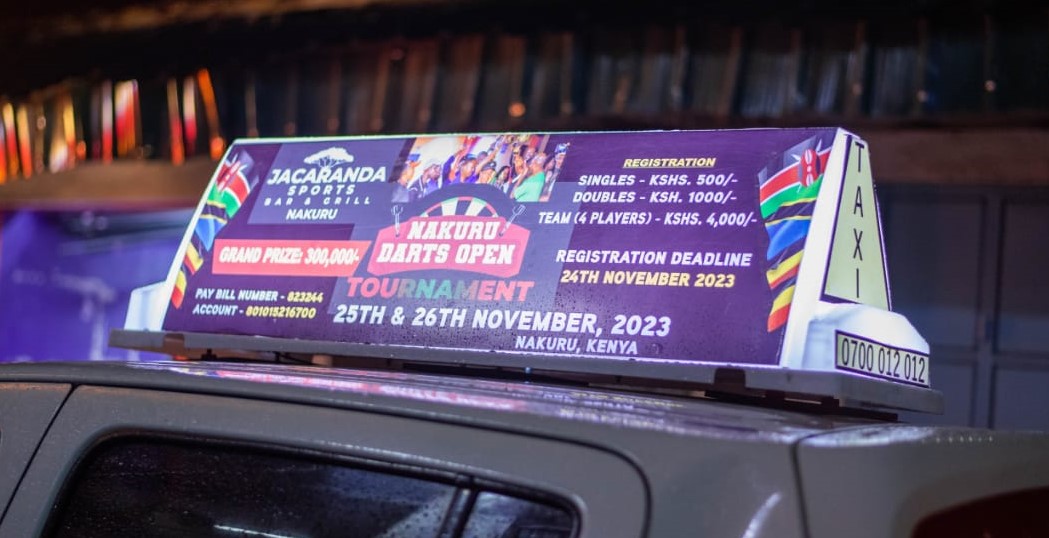 JACARANDA
SPORTS
BAR & GRILL
NAKURU
GRAND PRIZE: 300,000/-
PAY BILL NUMBER - 823244
ACCOUNT - 801015216700
NAKURU
DARTS OPEN
TOURNAMENT
25TH & 26TH NOVEMBER, 2023
NAKURU, KENYA
REGISTRATION
SINGLES - KSHS. 500/-
DOUBLES - KSH. 1000/-
TEAM (4 PLAYERS) - KSHS. 4,000/-
REGISTRATION DEADLINE
24TH NOVEMBER 2023
TAXI
0700 012 012